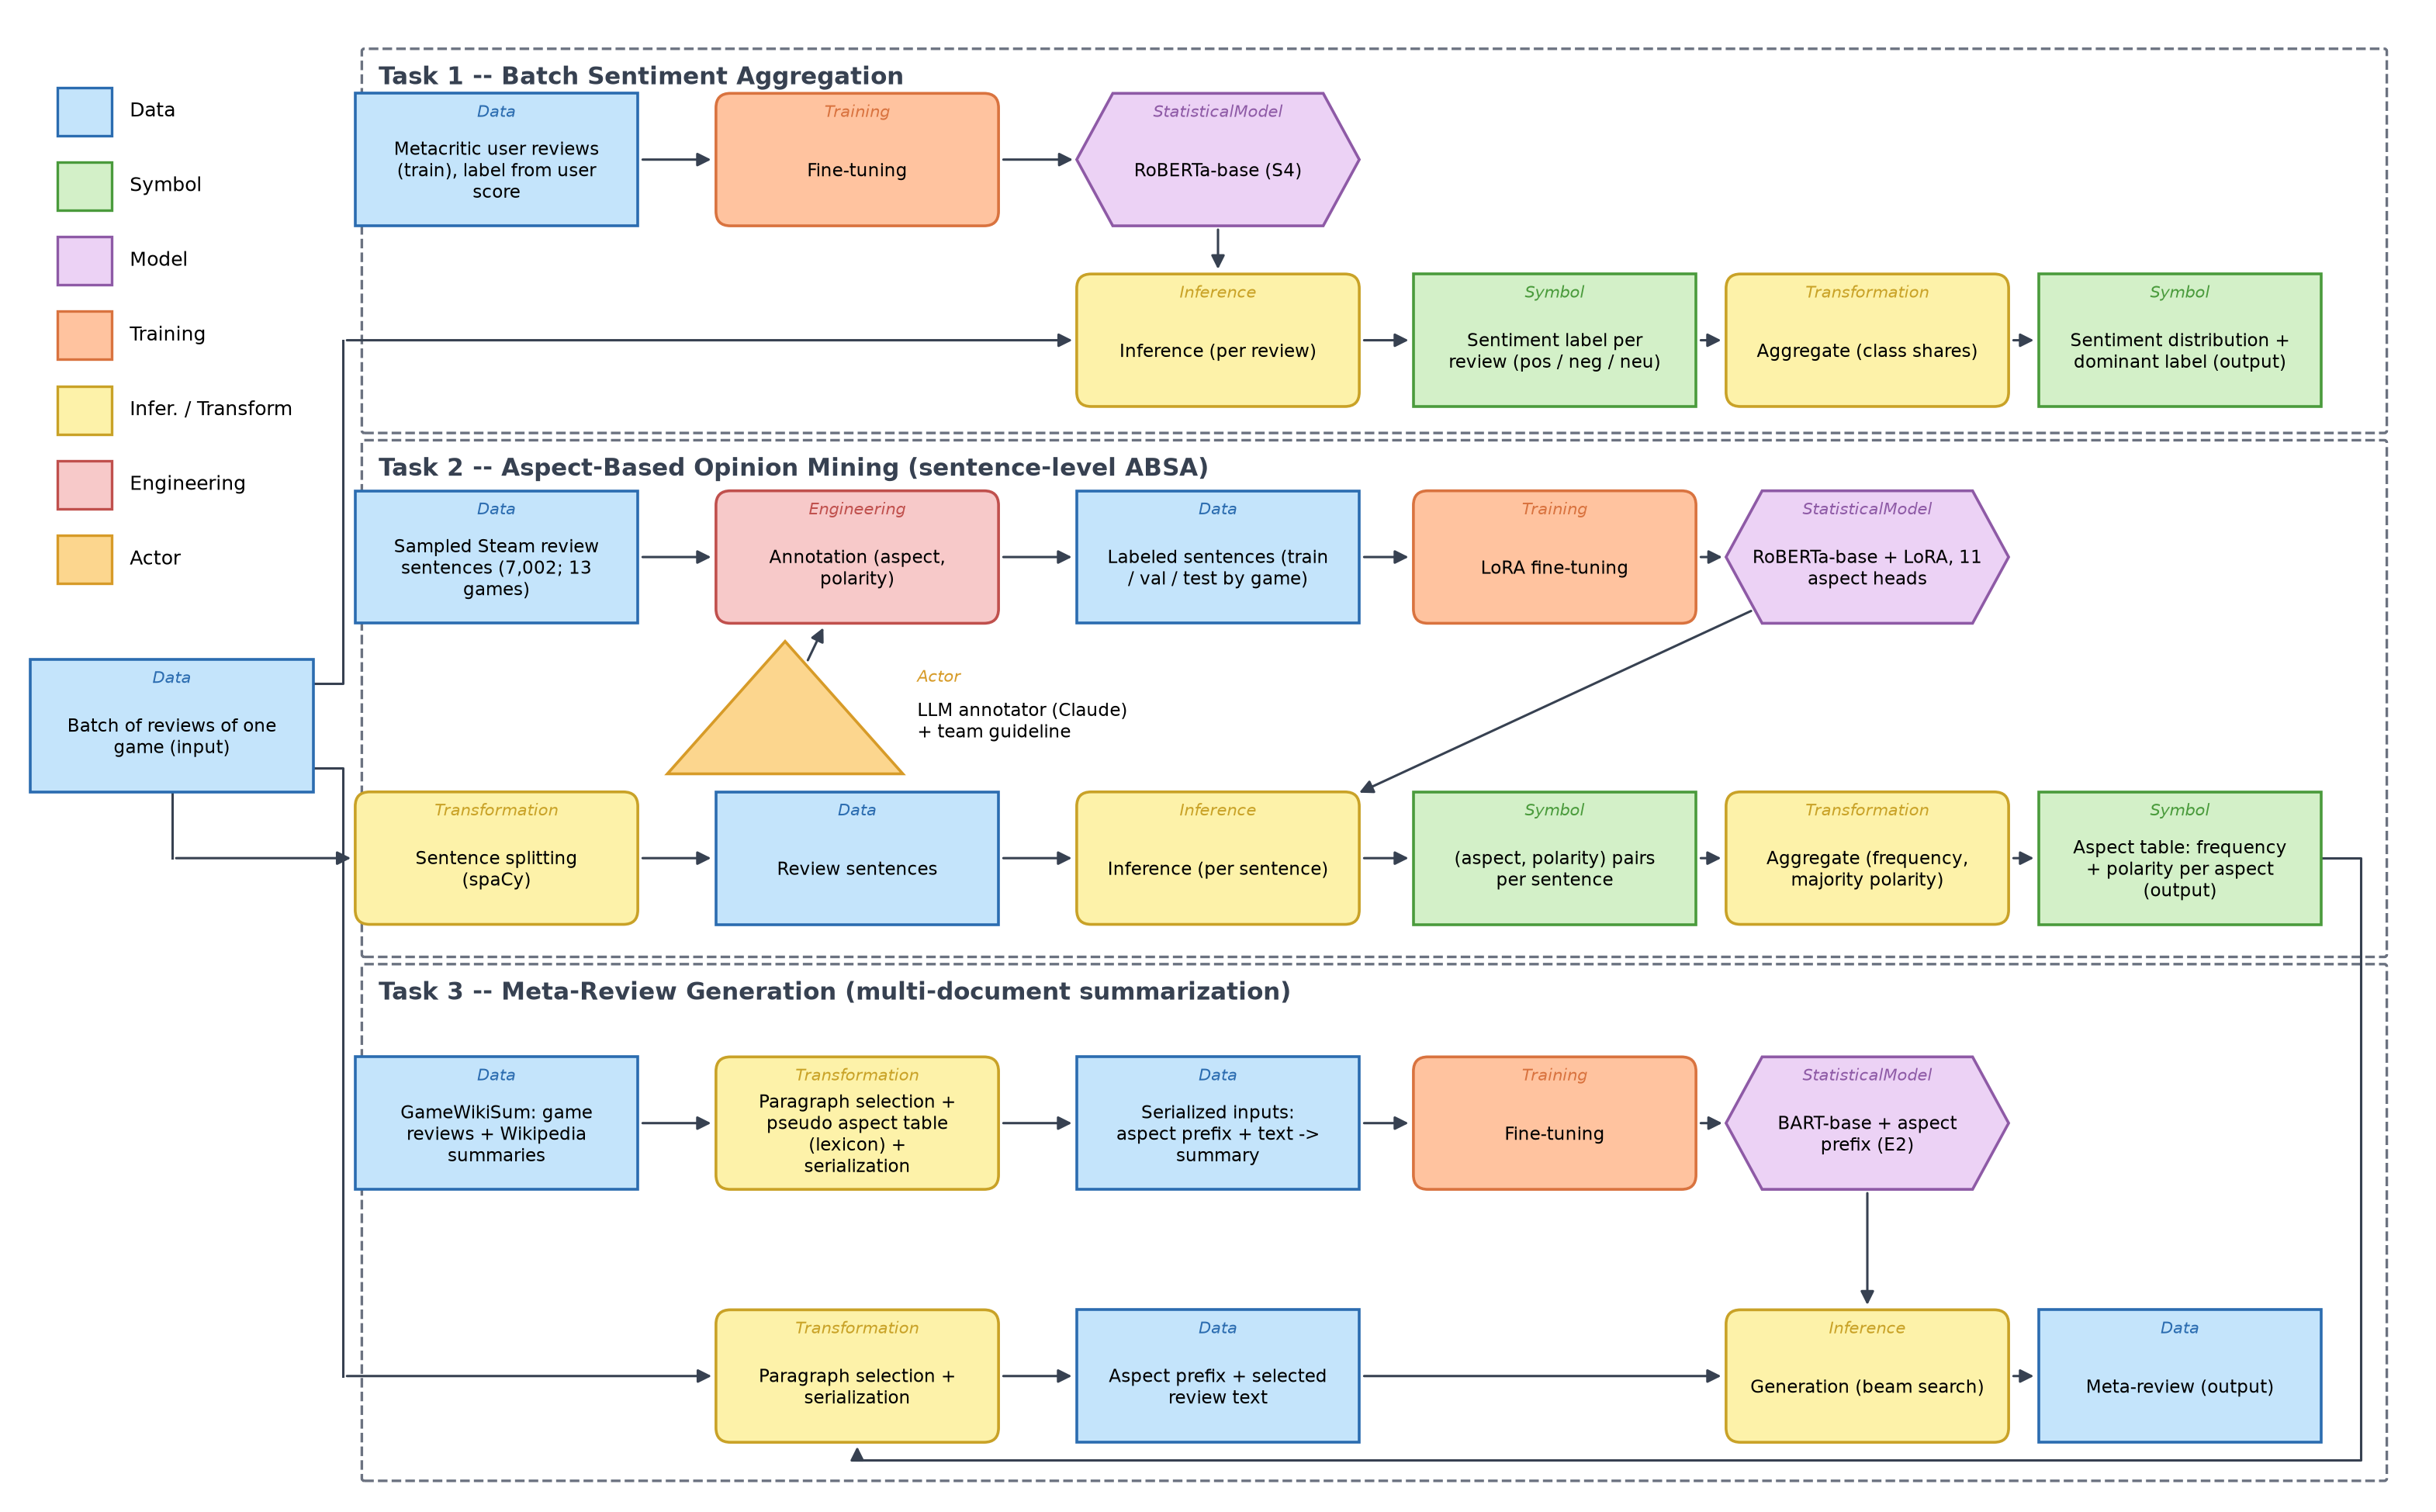 Data
Symbol
Model
Training
Infer. / Transform
Engineering
Actor
Data
Batch of reviews of one
game (input)
Task 1 -- Batch Sentiment Aggregation
Data
Metacritic user reviews
(train), label from user
score
Training
Fine-tuning
StatisticalModel
RoBERTa-base (S4)
Inference
Inference (per review)
Symbol
Sentiment label per
review (pos / neg / neu)
Transformation
Aggregate (class shares)
Symbol
Sentiment distribution +
dominant label (output)
Task 2 -- Aspect-Based Opinion Mining (sentence-level ABSA)
Data
Sampled Steam review
sentences (7,002; 13
games)
Engineering
Annotation (aspect,
polarity)
Data
Labeled sentences (train
/ val / test by game)
Training
LoRA fine-tuning
StatisticalModel
RoBERTa-base + LoRA, 11
aspect heads
Actor
LLM annotator (Claude)
+ team guideline
Transformation
Sentence splitting
(spaCy)
Data
Review sentences
Inference
Inference (per sentence)
Symbol
(aspect, polarity) pairs
per sentence
Transformation
Aggregate (frequency,
majority polarity)
Symbol
Aspect table: frequency
+ polarity per aspect
(output)
Task 3 -- Meta-Review Generation (multi-document summarization)
Data
GameWikiSum: game
reviews + Wikipedia
summaries
Transformation
Paragraph selection +
pseudo aspect table
(lexicon) +
serialization
Data
Serialized inputs:
aspect prefix + text ->
summary
Training
Fine-tuning
StatisticalModel
BART-base + aspect
prefix (E2)
Transformation
Paragraph selection +
serialization
Data
Aspect prefix + selected
review text
Inference
Generation (beam search)
Data
Meta-review (output)